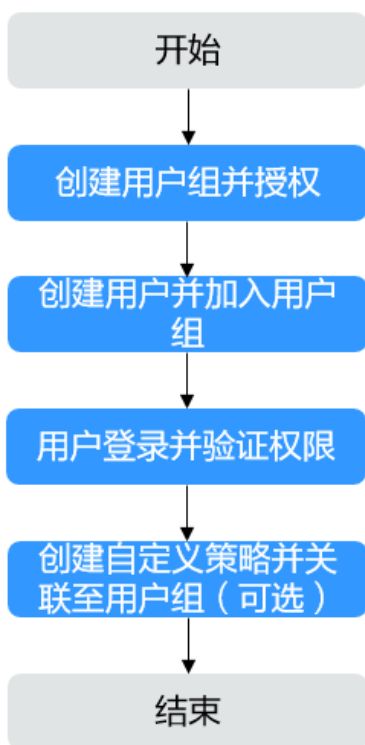 开始
创建用户组并授权
创建用户并加入用户
组
用户登录并验证权限
创建自定义策略并关
联至用户组（可选）
结束